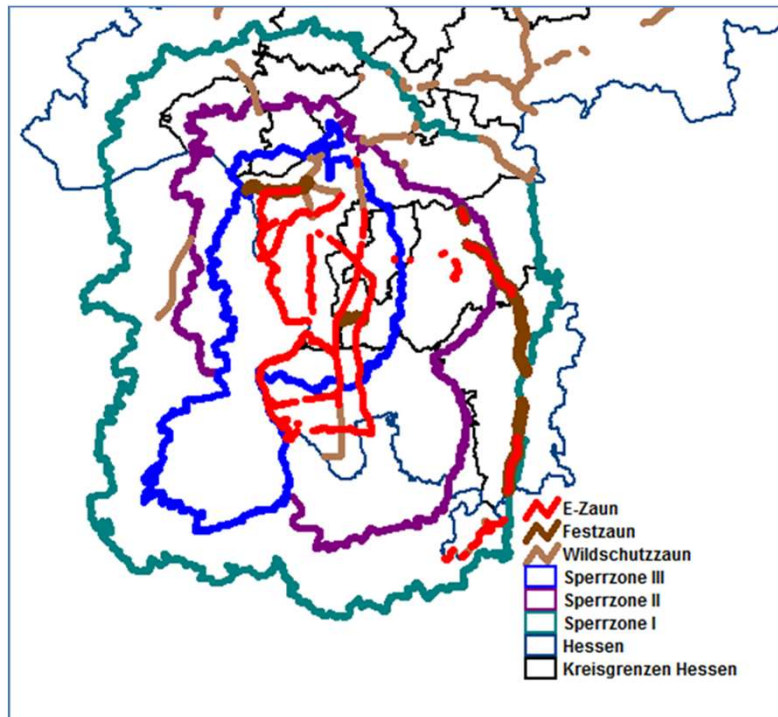 E-Zaun
Festzaun
Wildschutzzaun
Sperrzone III
Sperrzone II
Sperrzone I
Hessen
Kreisgrenzen Hessen